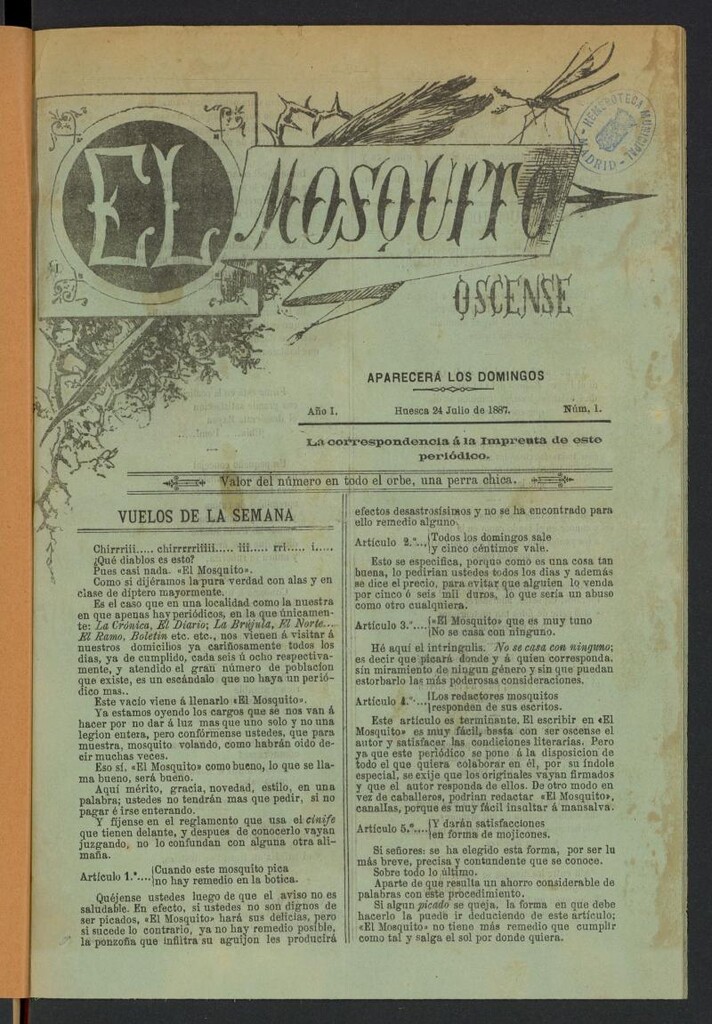 EL MOSQUITO
OSCENSE
HEMEROTECA MUNICIPAL
MADRID
APARECERÁ LOS DOMINGOS
Año I. Huesca 24 Julio de 1887. Núm. 1.
La correspondencia á la Imprenta de este
periódico.
Valor del número en todo el orbe, una perra chica.
VUELOS DE LA SEMANA
Chirrriii..... chirrrrriiiii..... iii..... rri..... i.....
¿Qué diablos es esto?
Pues casi nada. «El Mosquito».
Como si dijéramos la pura verdad con alas y en
clase de díptero mayormente.
Es el caso que en una localidad como la nuestra
en que apenas hay periódicos, en la que únicamen-
te: La Crónica, El Diario; La Brújula, El Norte...
El Ramo, Boletin etc. etc., nos vienen á visitar á
nuestros domicilios ya cariñosamente todos los
dias, ya de cumplido, cada seis ú ocho respectiva-
mente, y atendido el gran número de poblacion
que existe, es un escándalo que no haya un perió-
dico mas..
Este vacío viene á llenarlo «El Mosquito».
Ya estamos oyendo los cargos que se nos van á
hacer por no dar á luz mas que uno solo y no una
legion entera, pero confórmense ustedes, que para
muestra, mosquito volando, como habrán oido de-
cir muchas veces.
Eso sí. «El Mosquito» como bueno, lo que se lla-
ma bueno, será bueno.
Aquí mérito, gracia, novedad, estilo, en una
palabra; ustedes no tendrán mas que pedir, si no
pagar é irse enterando.
Y fíjense en el reglamento que usa el cínife
que tienen delante, y despues de conocerlo vayan
juzgando, no lo confundan con alguna otra ali-
maña.
Artículo 1.°.... {Cuando este mosquito pica
{no hay remedio en la botica.
Quéjense ustedes luego de que el aviso no es
saludable. En efecto, si ustedes no son dignos de
ser picados, «El Mosquito» hará sus delicias, pero
si sucede lo contrario, ya no hay remedio posible,
la ponzoña que infiltra su aguijon les producirá
efectos desastrosísimos y no se ha encontrado para
ello remedio alguno.
Artículo 2.°... {Todos los domingos sale
{y cinco céntimos vale.
Esto se especifica, porque como es una cosa tan
buena, lo pedirian ustedes todos los dias y además
se dice el precio, para evitar que alguien lo venda
por cinco ó seis mil duros, lo que sería un abuso
como otro cualquiera.
Artículo 3.°.... {«El Mosquito» que es muy tuno
{No se casa con ninguno.
Hé aquí el intríngulis. No se casa con ninguno;
es decir que picará donde y á quien corresponda,
sin miramiento de ningun género y sin que puedan
estorbarlo las más poderosas consideraciones.
Artículo 4.°.... {Los redactores mosquitos
{responden de sus escritos.
Este articulo es terminante. El escribir en «El
Mosquito» es muy fácil, basta con ser oscense el
autor y satisfacer las condiciones literarias. Pero
ya que este periódico se pone á la disposicion de
todo el que quiera colaborar en él, por su índole
especial, se exije que los originales vayan firmados
y que el autor responda de ellos. De otro modo en
vez de caballeros, podrian redactar «El Mosquito»,
canallas, porque es muy fácil insultar á mansalva.
Artículo 5.°.... {Y darán satisfacciones
{en forma de mojicones.
Si señores: se ha elegido esta forma, por ser lu
más breve, precisa y contundente que se conoce.
Sobre todo lo último.
Aparte de que resulta un ahorro considerable de
palabras con este procedimiento.
Si algun picado se queja, la forma en que debe
hacerlo la puede ir deduciendo de este artículo;
«El Mosquito» no tiene más remedio que cumplir
como tal y salga el sol por donde quiera.